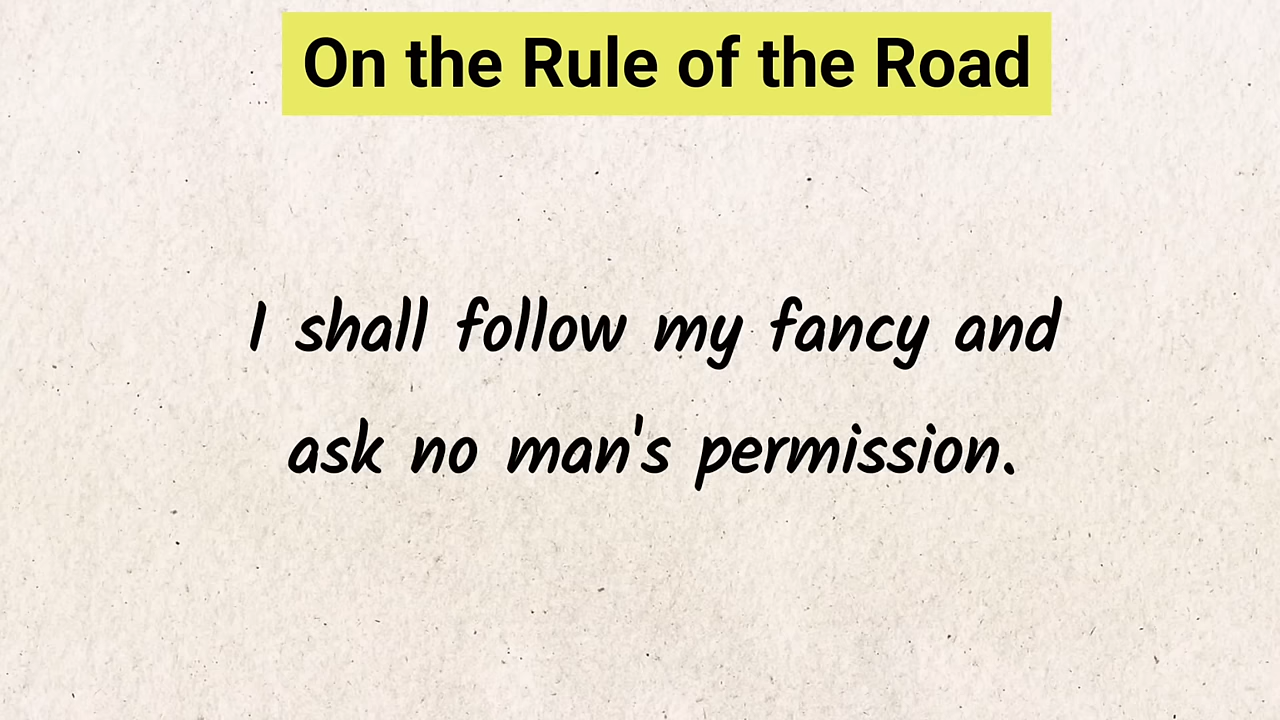 On the Rule of the Road
I shall follow my fancy and
ask no man's permission.